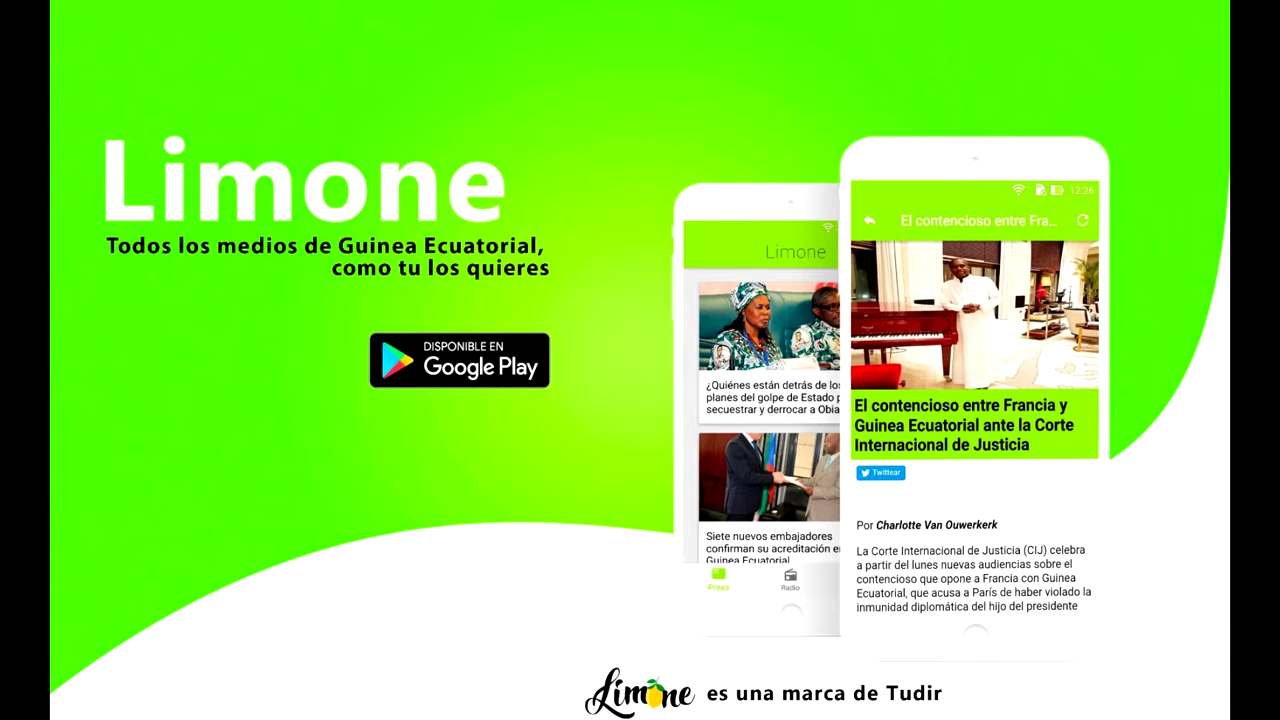 Limone
Todos los medios de Guinea Ecuatorial,
como tu los quieres
DISPONIBLE EN
Google Play
Limone
¿Quiénes están detrás de los
planes del golpe de Estado p
secuestrar y derrocar a Obia
Siete nuevos embajadores
confirman su acreditación e
Guinea Ecuatorial
Press
Radio
12:26
El contencioso entre Fra...
El contencioso entre Francia y
Guinea Ecuatorial ante la Corte
Internacional de Justicia
Twittear
Por Charlotte Van Ouwerkerk
La Corte Internacional de Justicia (CIJ) celebra
a partir del lunes nuevas audiencias sobre el
contencioso que opone a Francia con Guinea
Ecuatorial, que acusa a París de haber violado la
inmunidad diplomática del hijo del presidente
Limone es una marca de Tudir